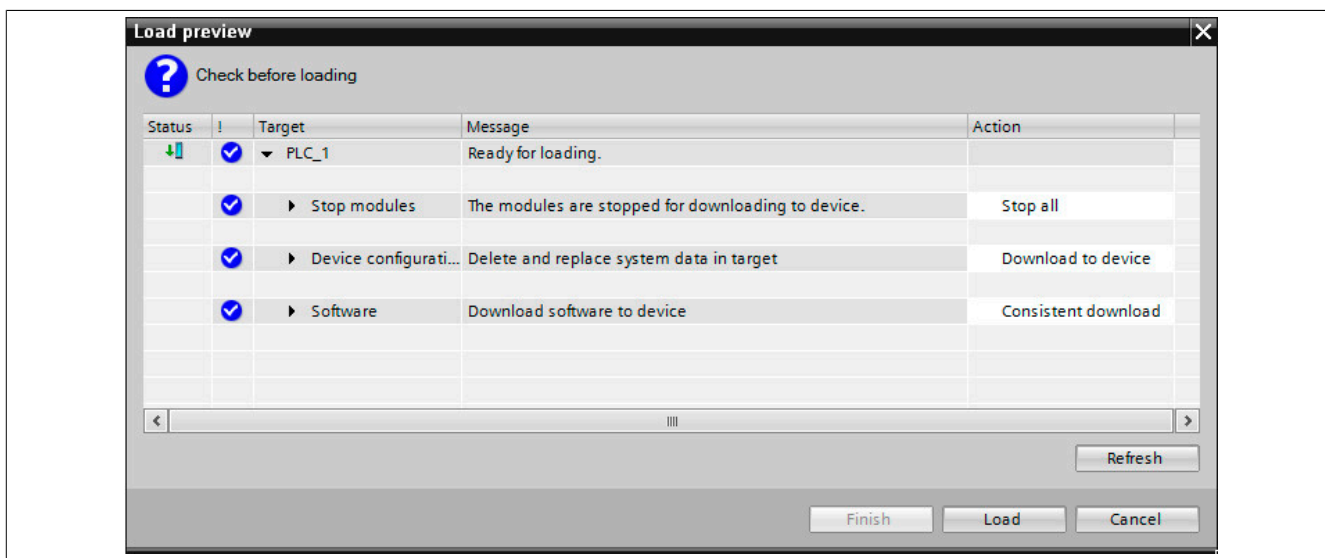 Load preview
Check before loading
Status ! Target Message Action
PLC_1 Ready for loading.
Stop modules The modules are stopped for downloading to device. Stop all
Device configurati... Delete and replace system data in target Download to device
Software Download software to device Consistent download
Refresh
Finish Load Cancel